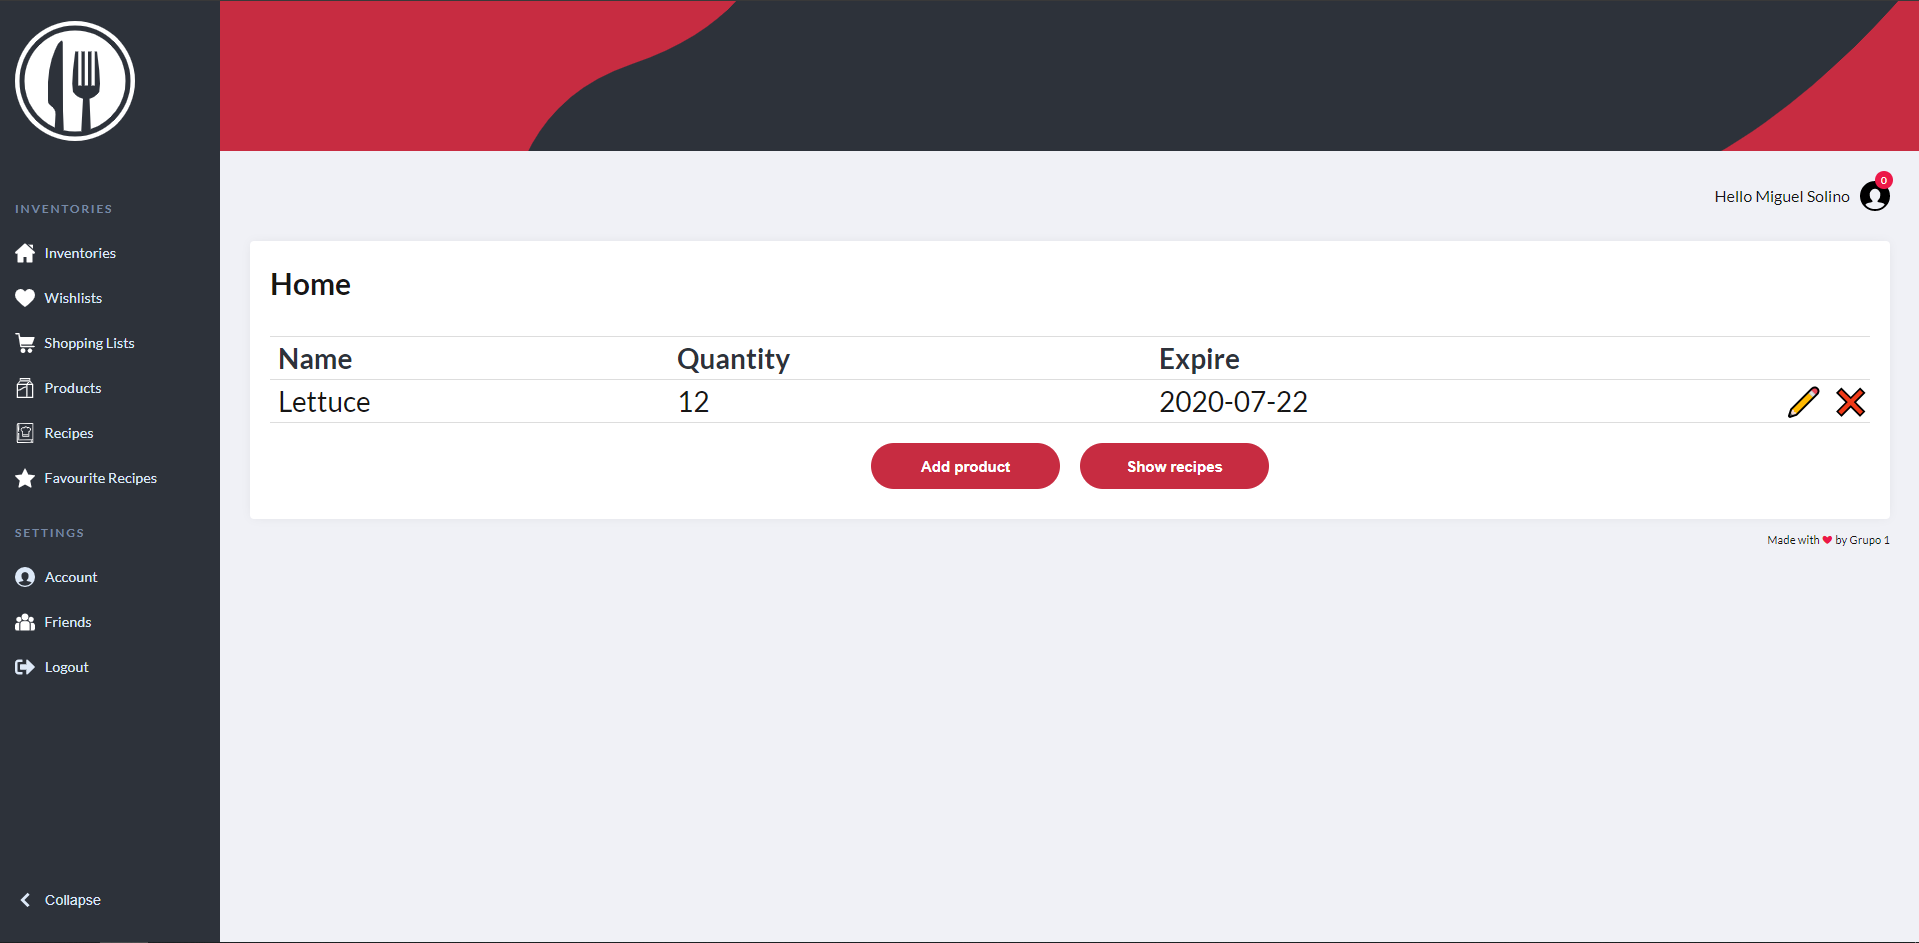 INVENTORIES
Inventories
Wishlists
Shopping Lists
Products
Recipes
Favourite Recipes
SETTINGS
Account
Friends
Logout
Collapse
0
Hello Miguel Solino
Home
Name Quantity Expire
Lettuce 12 2020-07-22
Add product Show recipes
Made with ♥ by Grupo 1